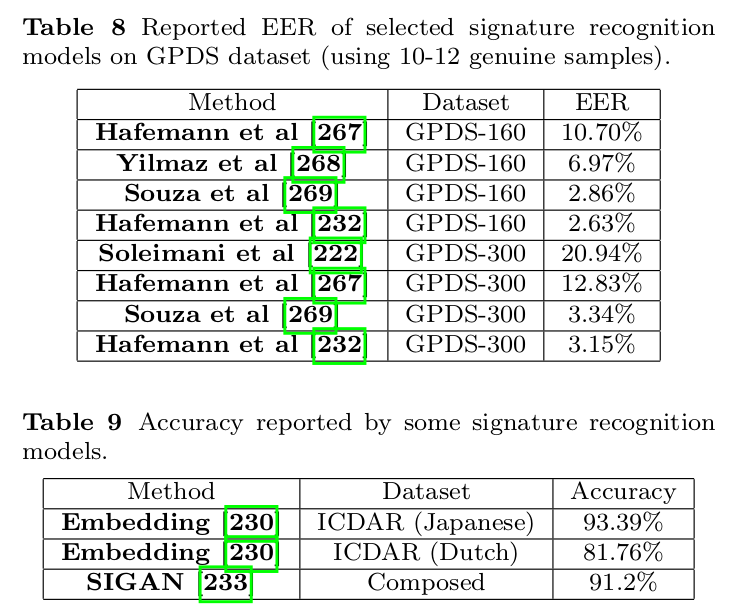 Table 8 Reported EER of selected signature recognition
models on GPDS dataset (using 10-12 genuine samples).
Method Dataset EER
Hafemann et al [267] GPDS-160 10.70%
Yilmaz et al [268] GPDS-160 6.97%
Souza et al [269] GPDS-160 2.86%
Hafemann et al [232] GPDS-160 2.63%
Soleimani et al [222] GPDS-300 20.94%
Hafemann et al [267] GPDS-300 12.83%
Souza et al [269] GPDS-300 3.34%
Hafemann et al [232] GPDS-300 3.15%
Table 9 Accuracy reported by some signature recognition
models.
Method Dataset Accuracy
Embedding [230] ICDAR (Japanese) 93.39%
Embedding [230] ICDAR (Dutch) 81.76%
SIGAN [233] Composed 91.2%